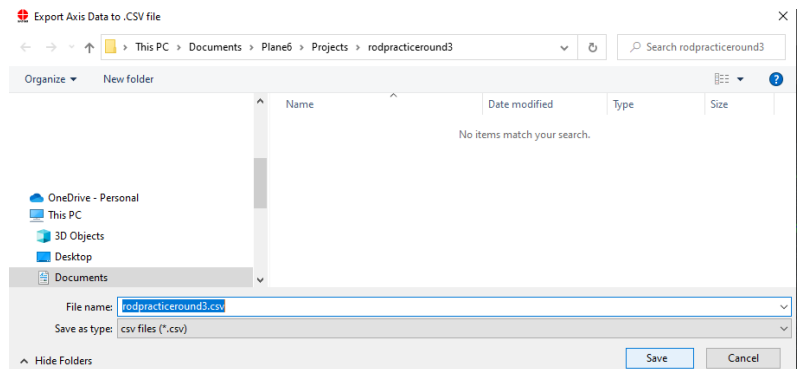 Export Axis Data to .CSV file
This PC > Documents > Plane6 > Projects > rodpracticeround3
Search rodpracticeround3
Organize
New folder
?
Name Date modified Type Size
No items match your search.
OneDrive - Personal
This PC
3D Objects
Desktop
Documents
File name: rodpracticeround3.csv
Save as type: csv files (*.csv)
Hide Folders Save Cancel